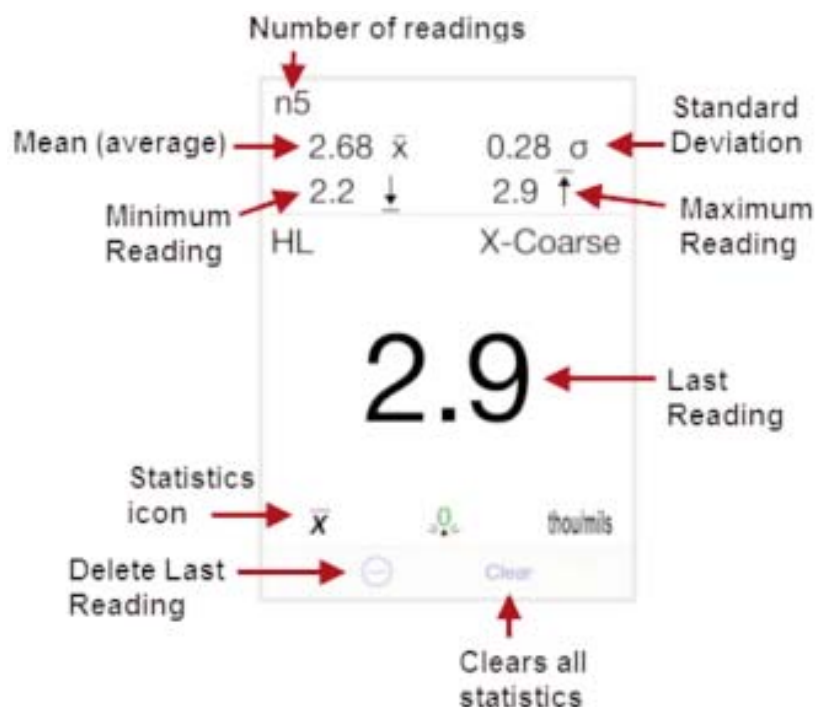 Number of readings
n5
Mean (average)
2.68 x̄
0.28 σ
Standard
Deviation
Minimum
Reading
2.2
2.9
Maximum
Reading
HL
X-Coarse
2.9
Last
Reading
Statistics
icon
x̄
0
thou/mils
Delete Last
Reading
Clear
Clears all
statistics